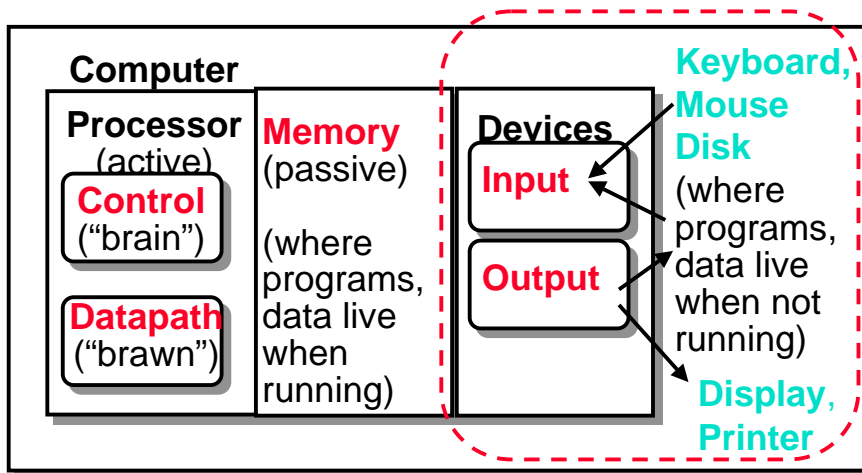 Computer
Processor
(active)
Control
("brain")
Datapath
("brawn")
Memory
(passive)
(where
programs,
data live
when
running)
Devices
Input
Output
Keyboard,
Mouse
Disk
(where
programs,
data live
when not
running)
Display,
Printer